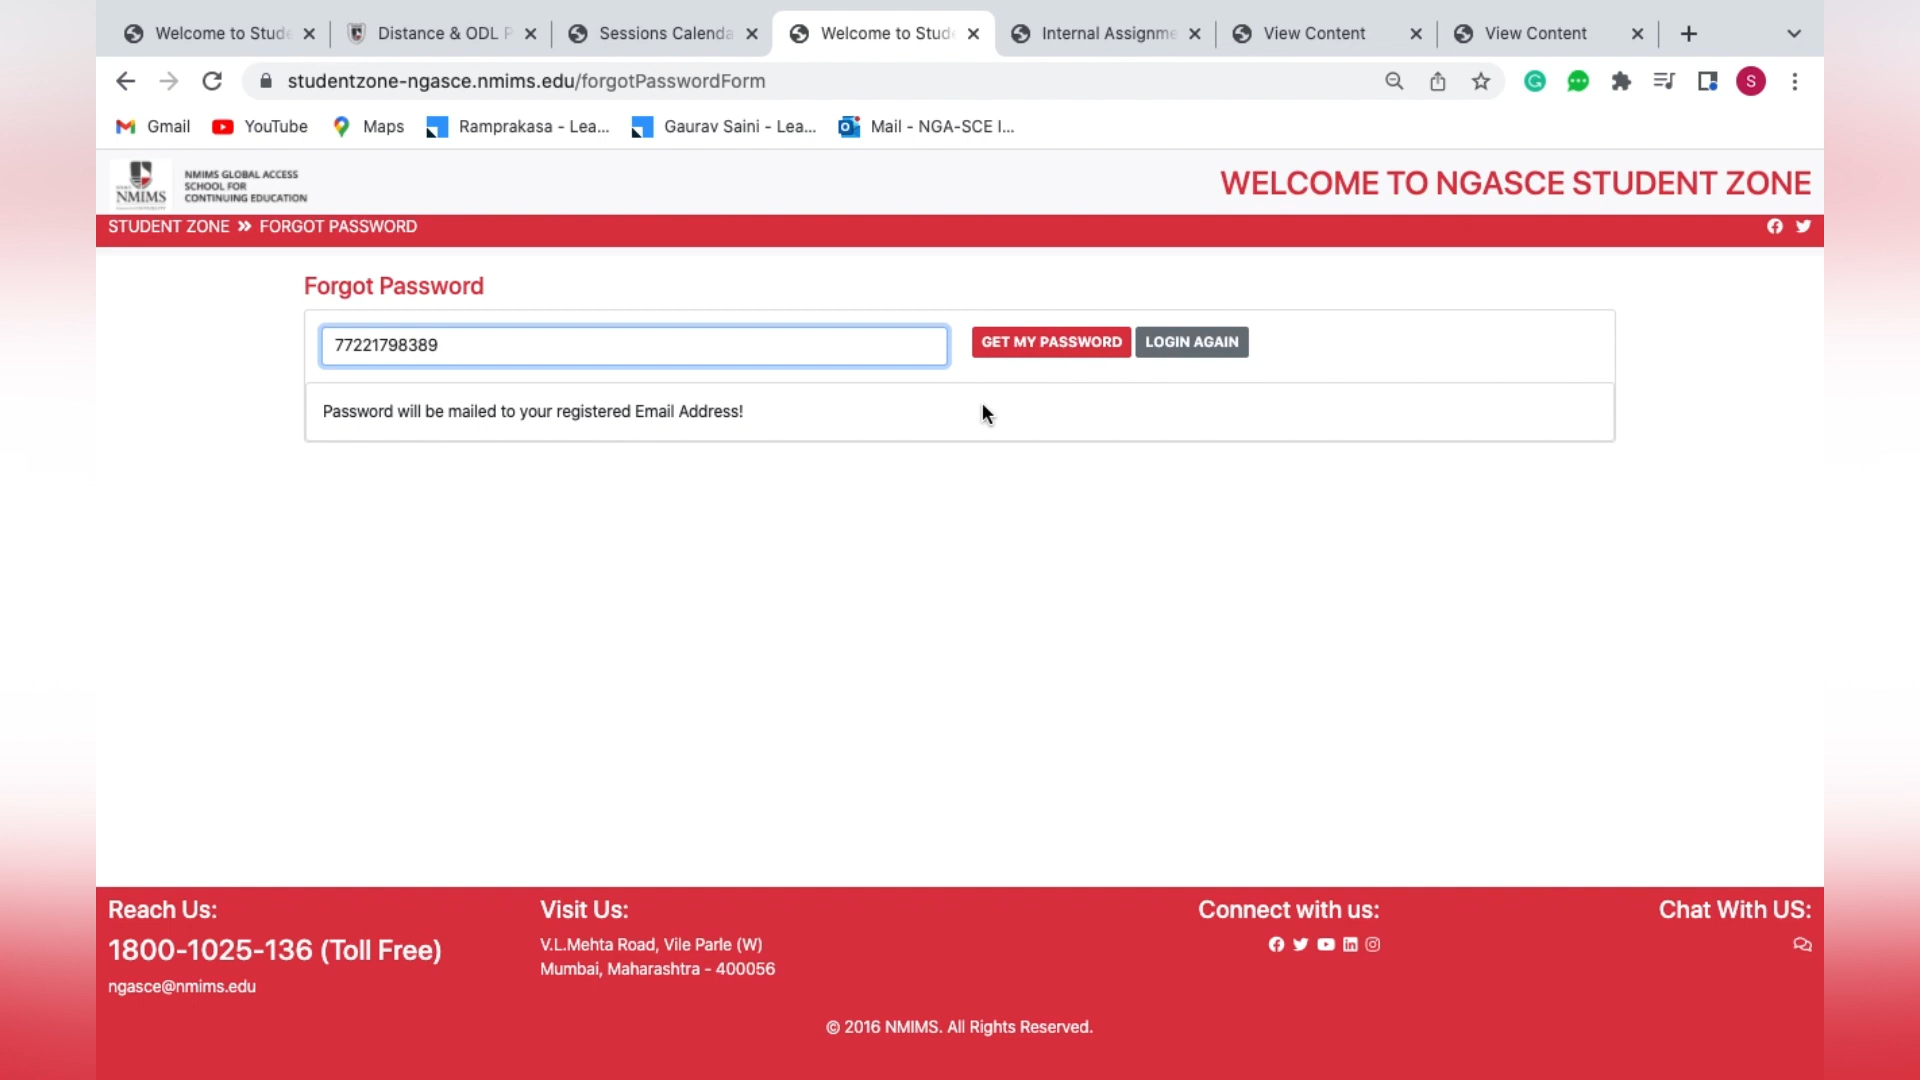 Welcome to Stude
Distance & ODL P
Sessions Calenda
Welcome to Stude
Internal Assignme
View Content
View Content
studentzone-ngasce.nmims.edu/forgotPasswordForm
S
Gmail
YouTube
Maps
Ramprakasa - Lea...
Gaurav Saini - Lea...
Mail - NGA-SCE I...
NMIMS
NMIMS GLOBAL ACCESS
SCHOOL FOR
CONTINUING EDUCATION
WELCOME TO NGASCE STUDENT ZONE
STUDENT ZONE » FORGOT PASSWORD
Forgot Password
77221798389
GET MY PASSWORD
LOGIN AGAIN
Password will be mailed to your registered Email Address!
Reach Us:
1800-1025-136 (Toll Free)
ngasce@nmims.edu
Visit Us:
V.L.Mehta Road, Vile Parle (W)
Mumbai, Maharashtra - 400056
Connect with us:
Chat With US:
© 2016 NMIMS. All Rights Reserved.